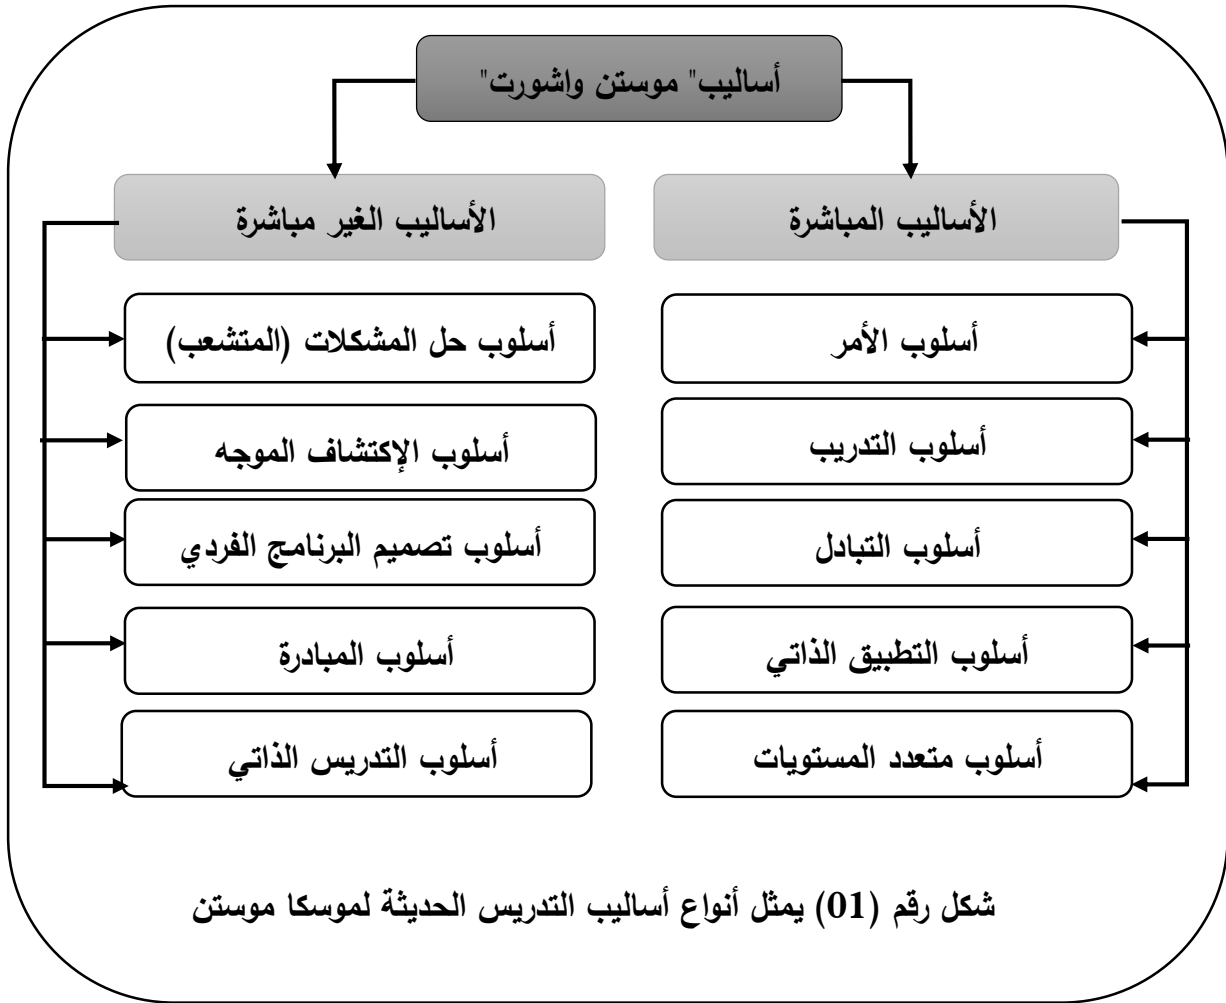 أساليب" موستن واشورت"
الأساليب المباشرة
أسلوب الأمر
أسلوب التدريب
أسلوب التبادل
أسلوب التطبيق الذاتي
أسلوب متعدد المستويات
الأساليب الغير مباشرة
أسلوب حل المشكلات (المتشعب)
أسلوب الإكتشاف الموجه
أسلوب تصميم البرنامج الفردي
أسلوب المبادرة
أسلوب التدريس الذاتي
شكل رقم (01) يمثل أنواع أساليب التدريس الحديثة لموسكا موستن